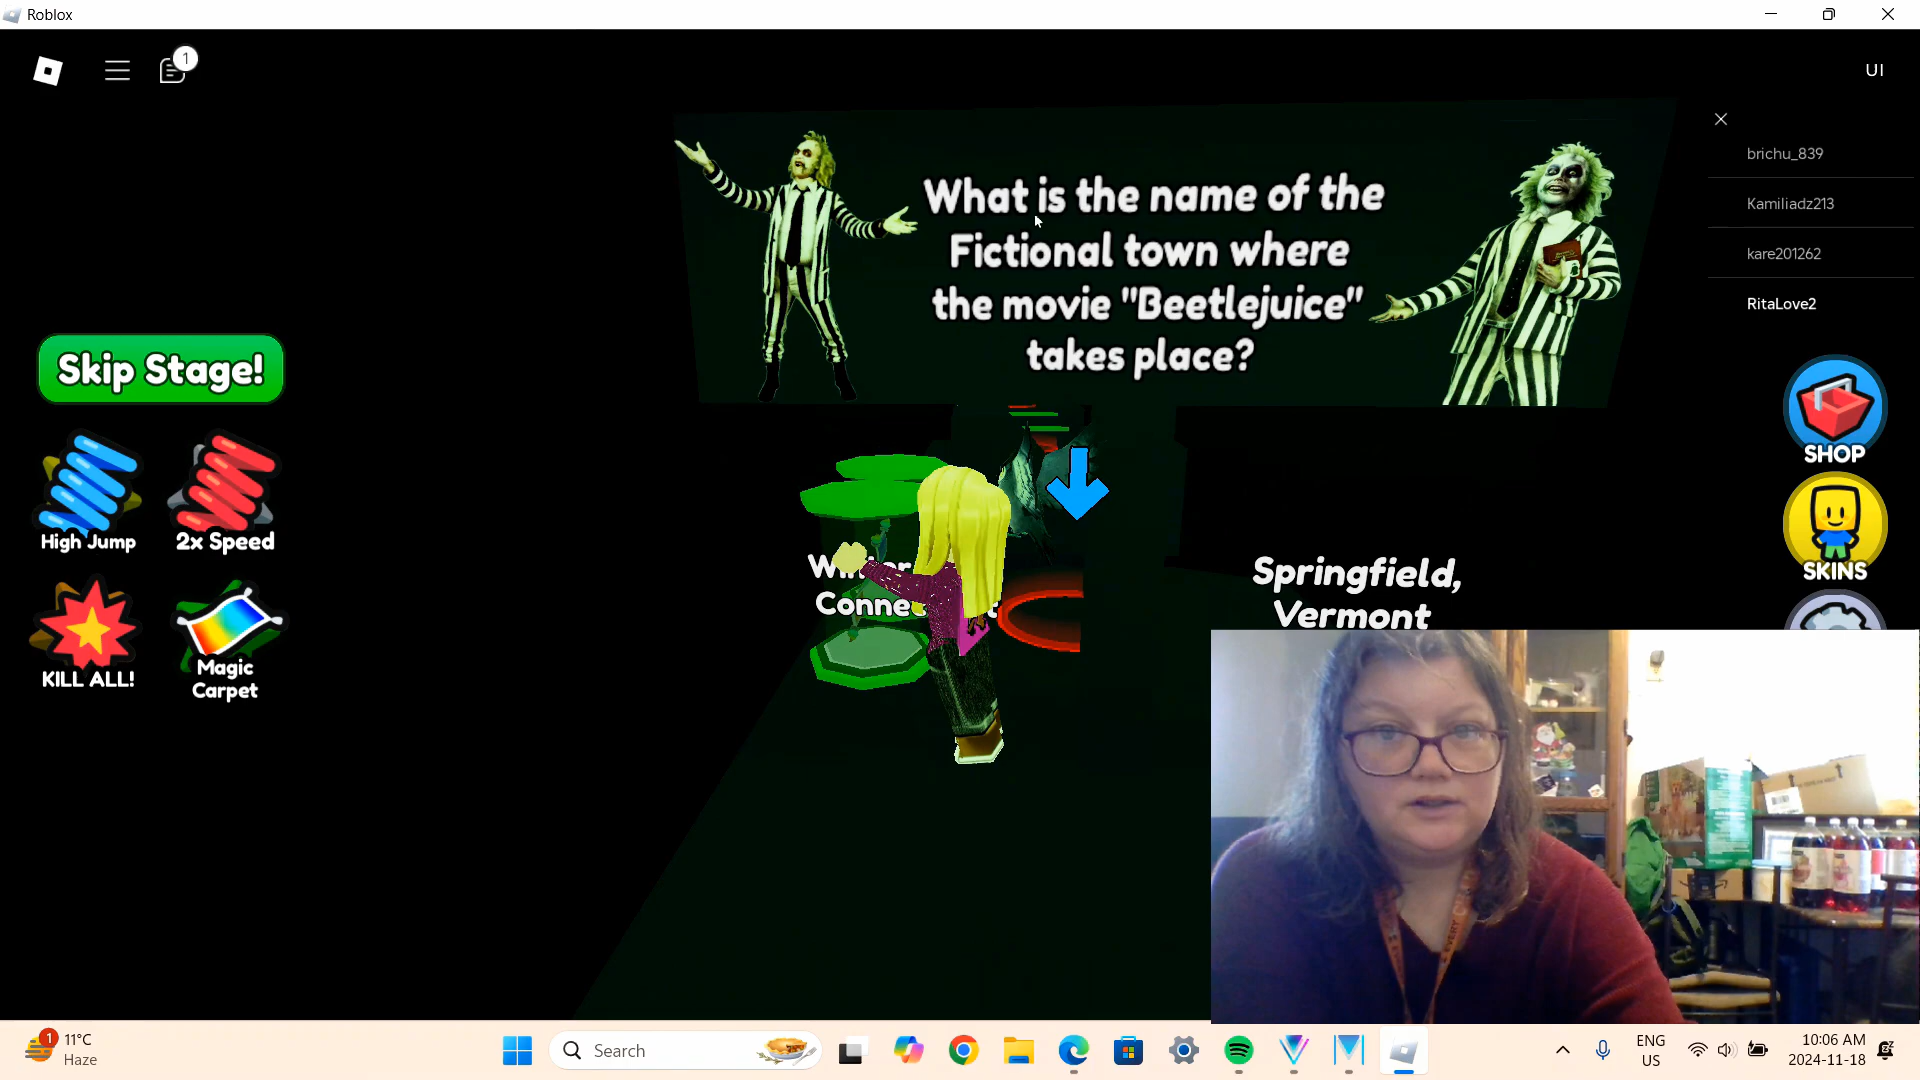 Roblox
1
UI
What is the name of the
Fictional town where
the movie "Beetlejuice"
takes place?
brichu_839
Kamiliadz213
kare201262
RitaLove2
Skip Stage!
High Jump
2x Speed
KILL ALL!
Magic
Carpet
SHOP
SKINS
Springfield,
Vermont
EVERY
1
11°C
Haze
Search
ENG
US
10:06 AM
2024-11-18